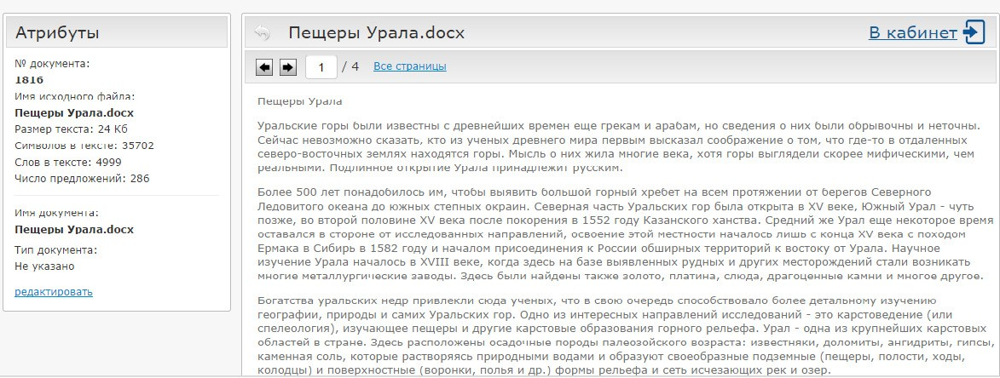 Атрибуты
№ документа:
1816
Имя исходного файла:
Пещеры Урала.docx
Размер текста: 24 Кб
Символов в тексте: 35702
Слов в тексте: 4999
Число предложений: 286
Имя документа:
Пещеры Урала.docx
Тип документа:
Не указано
редактировать
Пещеры Урала.docx
В кабинет
1 / 4 Все страницы
Пещеры Урала
Уральские горы были известны с древнейших времен еще грекам и арабам, но сведения о них были обрывочны и неточны.
Сейчас невозможно сказать, кто из ученых древнего мира первым высказал соображение о том, что где-то в отдаленных
северо-восточных землях находятся горы. Мысль о них жила многие века, хотя горы выглядели скорее мифическими, чем
реальными. Подлинное открытие Урала принадлежит русским.
Более 500 лет понадобилось им, чтобы выявить большой горный хребет на всем протяжении от берегов Северного
Ледовитого океана до южных степных окраин. Северная часть Уральских гор была открыта в XV веке, Южный Урал - чуть
позже, во второй половине XV века после покорения в 1552 году Казанского ханства. Средний же Урал еще некоторое время
оставался в стороне от исследованных направлений, освоение этой местности началось лишь с конца XV века с походом
Ермака в Сибирь в 1582 году и началом присоединения к России обширных территорий к востоку от Урала. Научное
изучение Урала началось в XVIII веке, когда здесь на базе выявленных рудных и других месторождений стали возникать
многие металлургические заводы. Здесь были найдены также золото, платина, слюда, драгоценные камни и многое другое.
Богатства уральских недр привлекли сюда ученых, что в свою очередь способствовало более детальному изучению
географии, природы и самих Уральских гор. Одно из интересных направлений исследований - это карстоведение (или
спелеология), изучающее пещеры и другие карстовые образования горного рельефа. Урал - одна из крупнейших карстовых
областей в стране. Здесь расположены осадочные породы палеозойского возраста: известняки, доломиты, ангидриты, гипсы,
каменная соль, которые растворяясь природными водами и образуют своеобразные подземные (пещеры, полости, ходы,
колодцы) и поверхностные (воронки, полья и др.) формы рельефа и сеть исчезающих рек и озер.